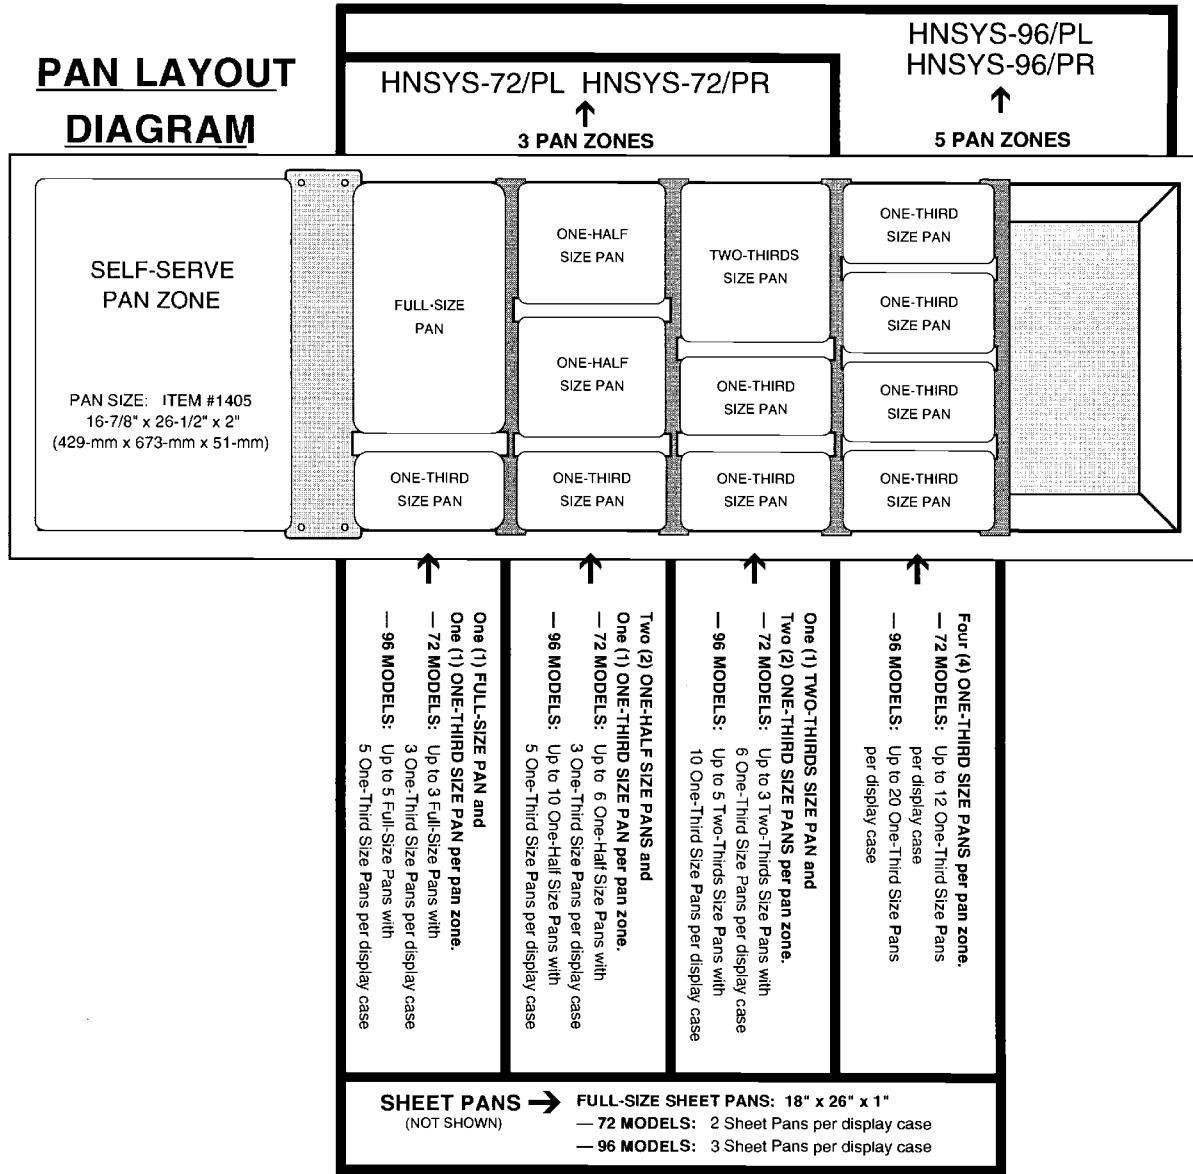 PAN LAYOUT
DIAGRAM
HNSYS-72/PL HNSYS-72/PR
3 PAN ZONES
HNSYS-96/PL
HNSYS-96/PR
5 PAN ZONES
SELF-SERVE
PAN ZONE
PAN SIZE: ITEM #1405
16-7/8" x 26-1/2" x 2"
(429-mm x 673-mm x 51-mm)
FULL-SIZE
PAN
ONE-THIRD
SIZE PAN
ONE-HALF
SIZE PAN
ONE-HALF
SIZE PAN
ONE-THIRD
SIZE PAN
TWO-THIRDS
SIZE PAN
ONE-THIRD
SIZE PAN
ONE-THIRD
SIZE PAN
ONE-THIRD
SIZE PAN
ONE-THIRD
SIZE PAN
ONE-THIRD
SIZE PAN
ONE-THIRD
SIZE PAN
One (1) FULL-SIZE PAN and
One (1) ONE-THIRD SIZE PAN per pan zone.
— 72 MODELS: Up to 3 Full-Size Pans with
3 One-Third Size Pans per display case
— 96 MODELS: Up to 5 Full-Size Pans with
5 One-Third Size Pans per display case
Two (2) ONE-HALF SIZE PANS and
One (1) ONE-THIRD SIZE PAN per pan zone.
— 72 MODELS: Up to 6 One-Half Size Pans with
3 One-Third Size Pans per display case
— 96 MODELS: Up to 10 One-Half Size Pans with
5 One-Third Size Pans per display case
One (1) TWO-THIRDS SIZE PAN and
Two (2) ONE-THIRD SIZE PANS per pan zone.
— 72 MODELS: Up to 3 Two-Thirds Size Pans with
6 One-Third Size Pans per display case
— 96 MODELS: Up to 5 Two-Thirds Size Pans with
10 One-Third Size Pans per display case
Four (4) ONE-THIRD SIZE PANS per pan zone.
— 72 MODELS: Up to 12 One-Third Size Pans
per display case
— 96 MODELS: Up to 20 One-Third Size Pans
per display case
SHEET PANS
(NOT SHOWN)
FULL-SIZE SHEET PANS: 18" x 26" x 1"
— 72 MODELS: 2 Sheet Pans per display case
— 96 MODELS: 3 Sheet Pans per display case